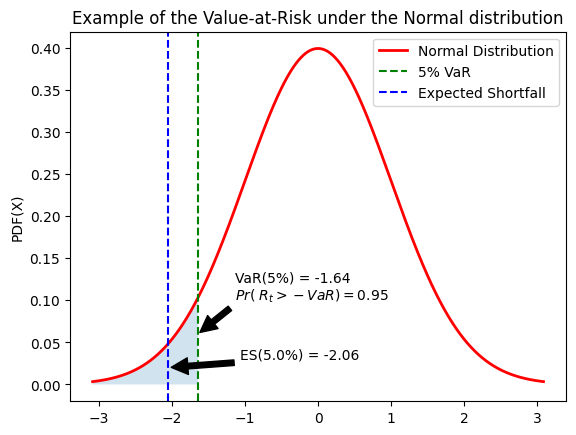 Example of the Value-at-Risk under the Normal distribution
PDF(X)
0.40
0.35
0.30
0.25
0.20
0.15
0.10
0.05
0.00
Normal Distribution
5% VaR
Expected Shortfall
VaR(5%) = -1.64
Pr( R_t > −VaR) = 0.95
ES(5.0%) = -2.06
−3 −2 −1 0 1 2 3